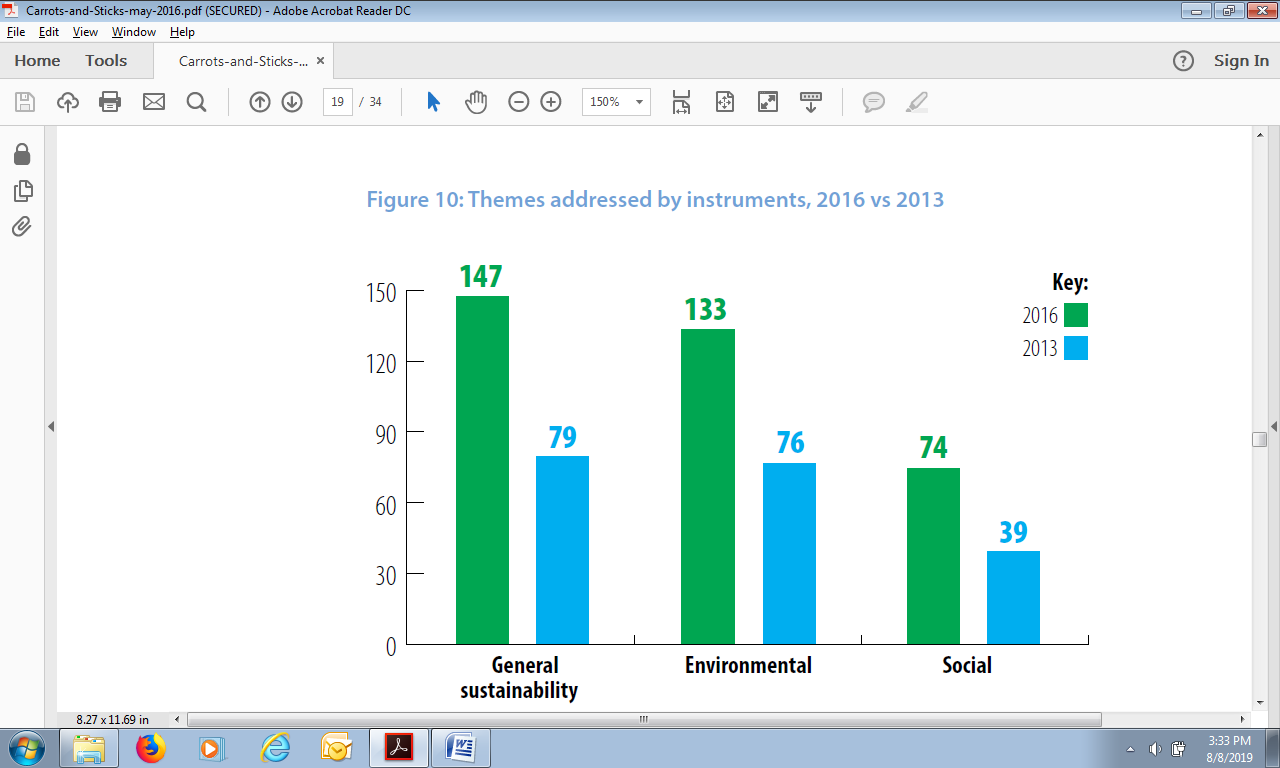 Carrots-and-Sticks-may-2016.pdf (SECURED) - Adobe Acrobat Reader DC
File Edit View Window Help
Home Tools Carrots-and-Sticks-... × ? Sign In
19 / 34 150%
Figure 10: Themes addressed by instruments, 2016 vs 2013
147
133
Key:
150
2016
2013
120
90
79
76
74
60
39
30
0
General
sustainability
Environmental
Social
8.27 x 11.69 in
3:33 PM
8/8/2019